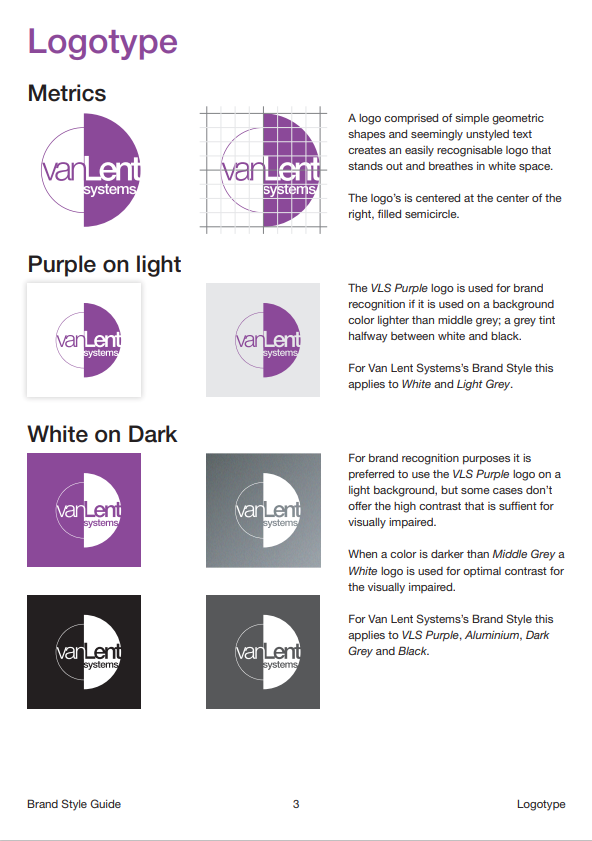 Logotype
Metrics
vanLent
systems
vanLent
systems
A logo comprised of simple geometric
shapes and seemingly unstyled text
creates an easily recognisable logo that
stands out and breathes in white space.
The logo's is centered at the center of the
right, filled semicircle.
Purple on light
vanLent
systems
vanLent
systems
The VLS Purple logo is used for brand
recognition if it is used on a background
color lighter than middle grey; a grey tint
halfway between white and black.
For Van Lent Systems's Brand Style this
applies to White and Light Grey.
White on Dark
vanLent
systems
vanLent
systems
For brand recognition purposes it is
preferred to use the VLS Purple logo on a
light background, but some cases don't
offer the high contrast that is suffient for
visually impaired.
When a color is darker than Middle Grey a
White logo is used for optimal contrast for
the visually impaired.
vanLent
systems
vanLent
systems
For Van Lent Systems's Brand Style this
applies to VLS Purple, Aluminium, Dark
Grey and Black.
Brand Style Guide
3
Logotype